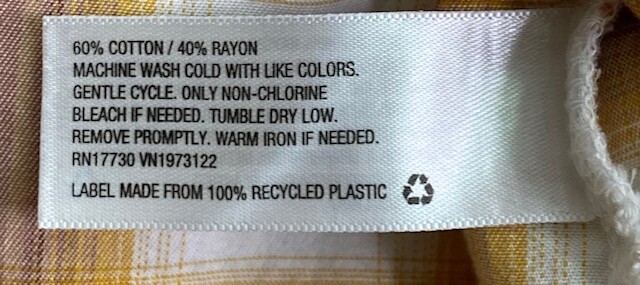 60% COTTON / 40% RAYON
MACHINE WASH COLD WITH LIKE COLORS.
GENTLE CYCLE. ONLY NON-CHLORINE
BLEACH IF NEEDED. TUMBLE DRY LOW.
REMOVE PROMPTLY. WARM IRON IF NEEDED.
RN17730 VN1973122
LABEL MADE FROM 100% RECYCLED PLASTIC